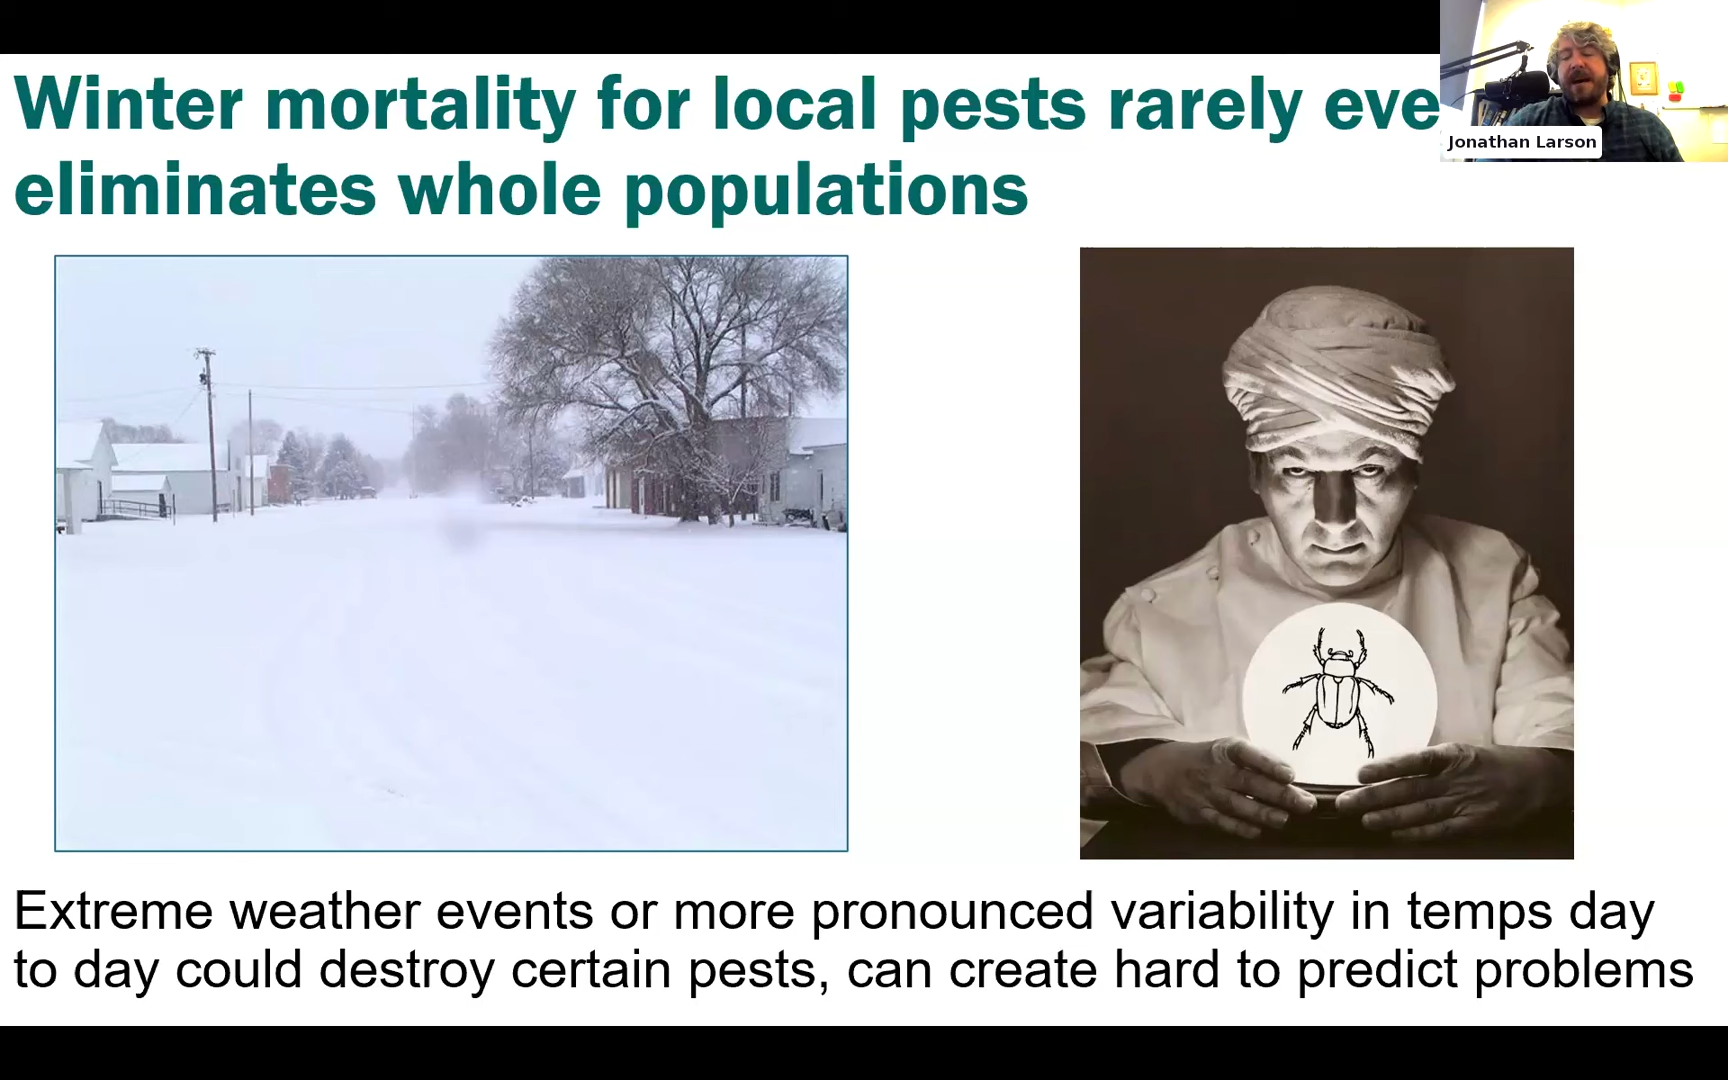 Winter mortality for local pests rarely eve
eliminates whole populations
Jonathan Larson
Extreme weather events or more pronounced variability in temps day
to day could destroy certain pests, can create hard to predict problems